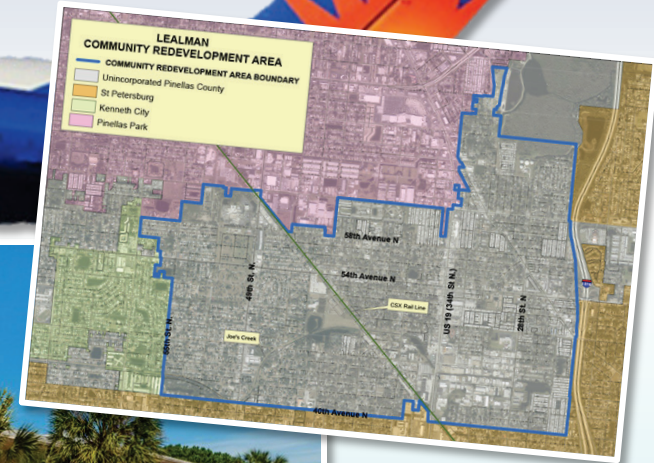 LEALMAN
COMMUNITY REDEVELOPMENT AREA
COMMUNITY REDEVELOPMENT AREA BOUNDARY
Unincorporated Pinellas County
St Petersburg
Kenneth City
Pinellas Park
58th Avenue N
54th Avenue N
49th St. N.
CSX Rail Line
US 19 (34th St N.)
28th St. N
Joe's Creek
40th Avenue N